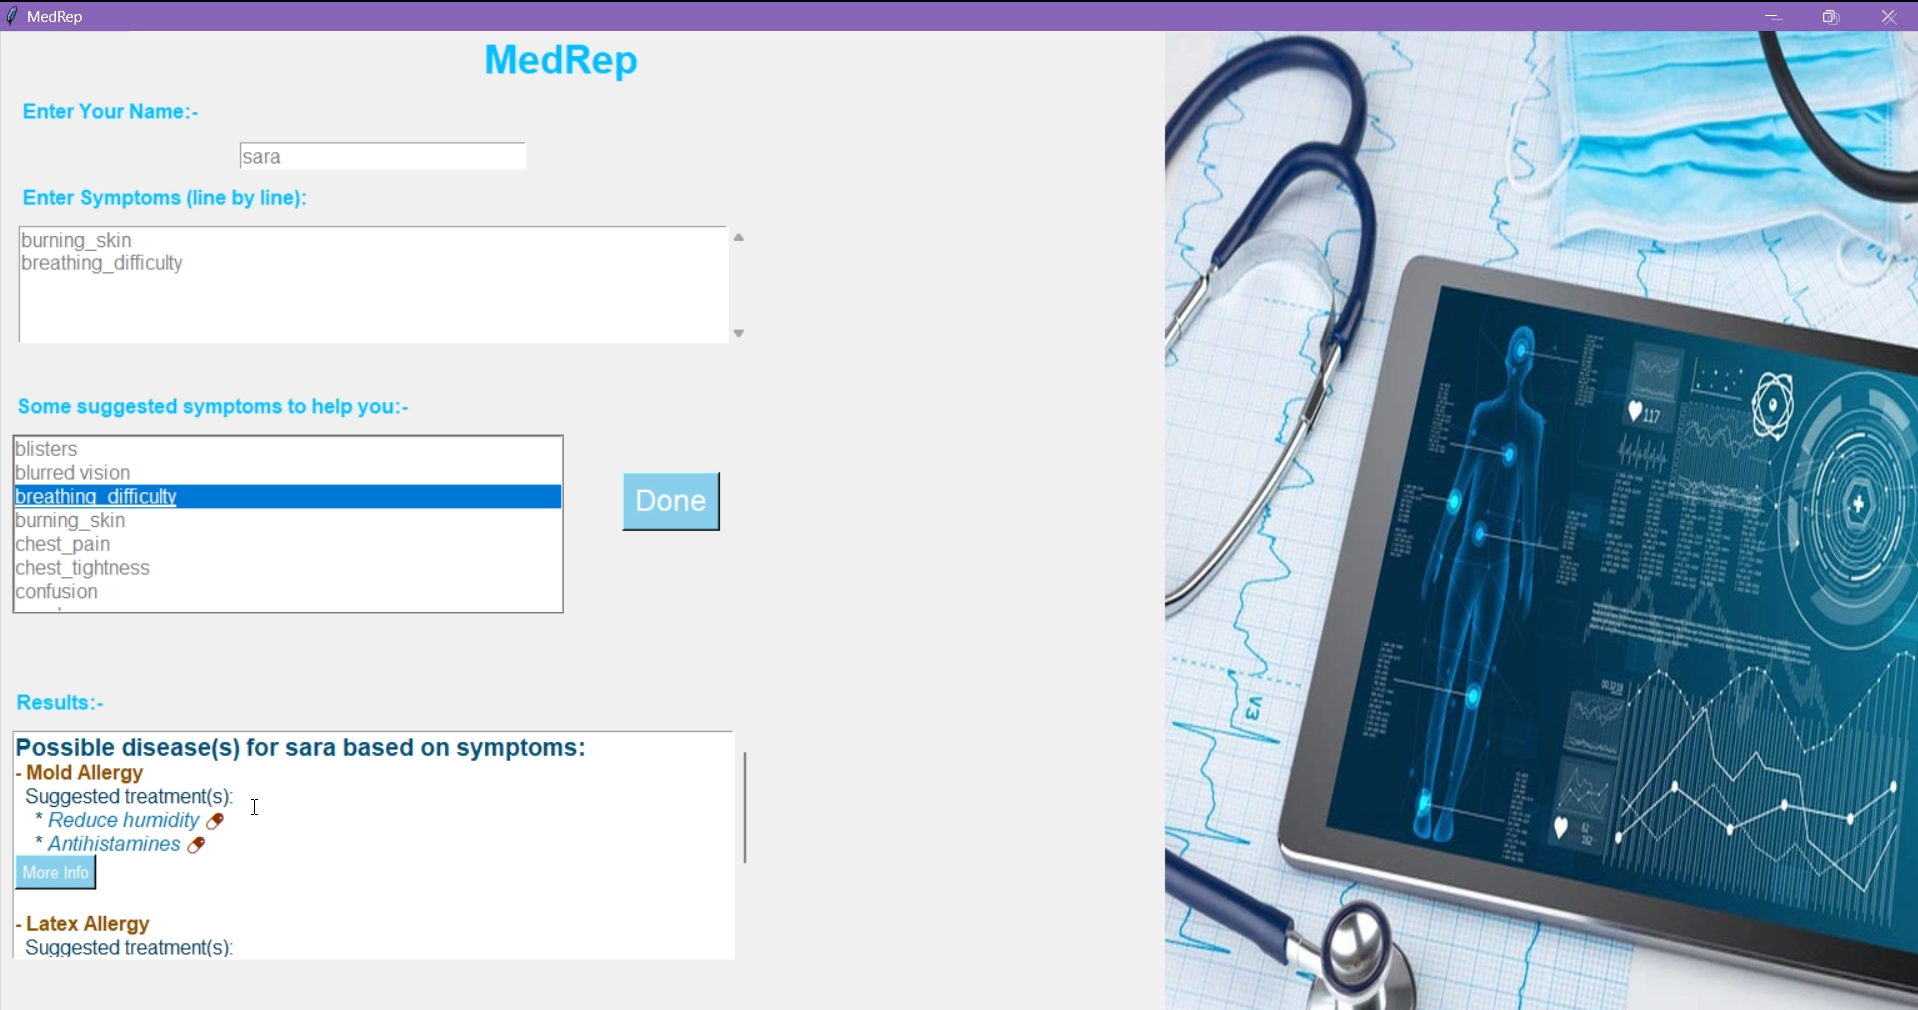 MedRep
MedRep
Enter Your Name:-
sara
Enter Symptoms (line by line):
burning_skin
breathing_difficulty
Some suggested symptoms to help you:-
blisters
blurred vision
breathing_difficulty
burning_skin
chest_pain
chest_tightness
confusion
Done
Results:-
Possible disease(s) for sara based on symptoms:
- Mold Allergy
Suggested treatment(s):
* Reduce humidity
* Antihistamines
More Info
- Latex Allergy
Suggested treatment(s):
117
V3